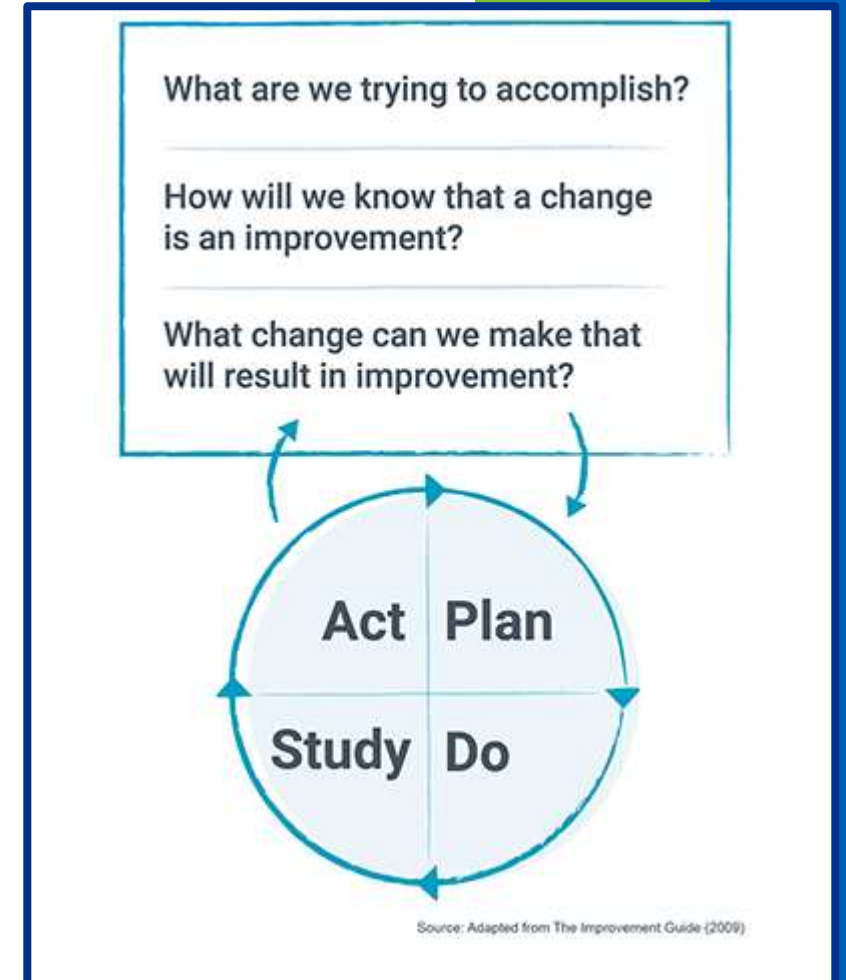 What are we trying to accomplish?
How will we know that a change
is an improvement?
What change can we make that
will result in improvement?
Act
Plan
Study
Do
Source: Adapted from The Improvement Guide (2009)